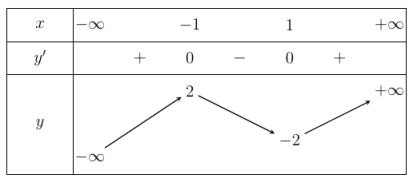 x −∞ −1 1 +∞
y′ + 0 − 0 +
2 +∞
y
−2
−∞